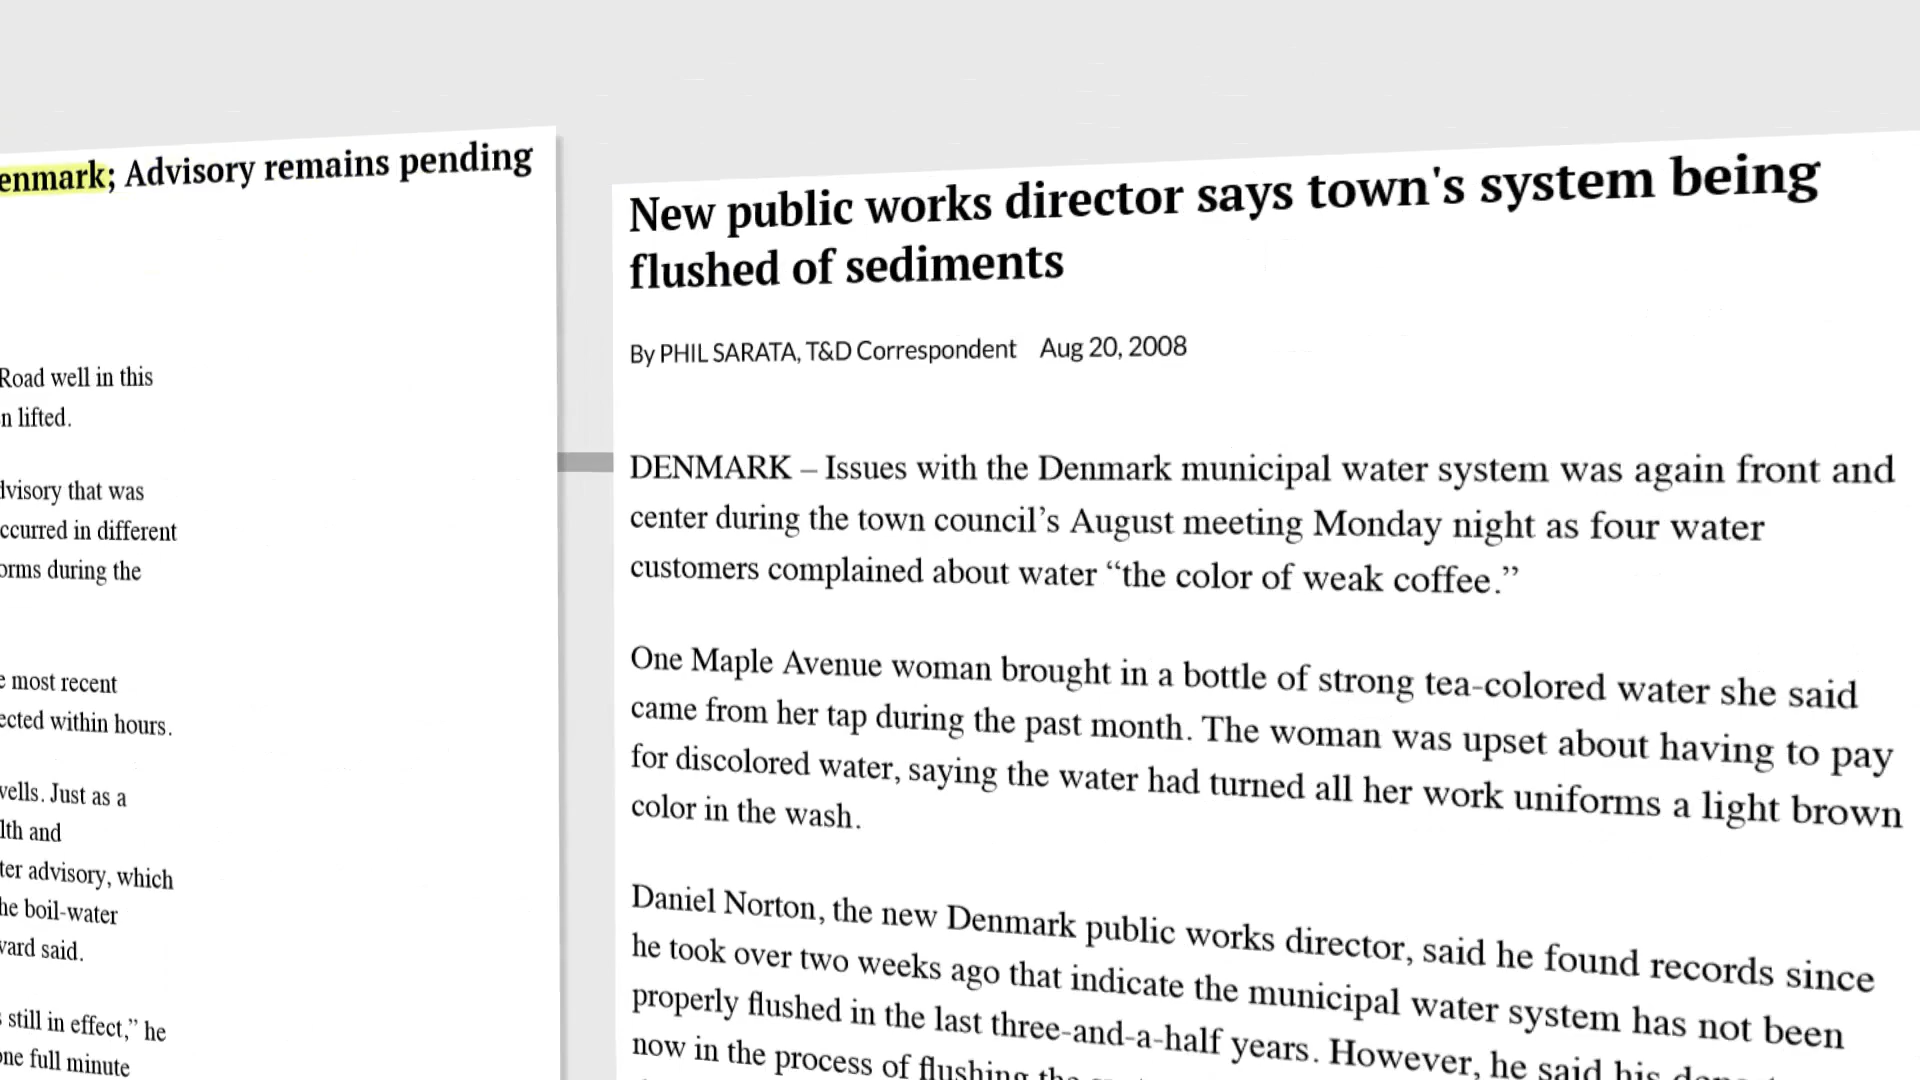 enmark; Advisory remains pending
Road well in this
n lifted.
dvisory that was
ccurred in different
orms during the
e most recent
ected within hours.
vells. Just as a
lth and
ter advisory, which
he boil-water
vard said.
still in effect,” he
one full minute
New public works director says town's system being
flushed of sediments
By PHIL SARATA, T&D Correspondent Aug 20, 2008
DENMARK – Issues with the Denmark municipal water system was again front and
center during the town council’s August meeting Monday night as four water
customers complained about water “the color of weak coffee.”
One Maple Avenue woman brought in a bottle of strong tea-colored water she said
came from her tap during the past month. The woman was upset about having to pay
for discolored water, saying the water had turned all her work uniforms a light brown
color in the wash.
Daniel Norton, the new Denmark public works director, said he found records since
he took over two weeks ago that indicate the municipal water system has not been
properly flushed in the last three-and-a-half years. However, he said his
now in the process of flushing the